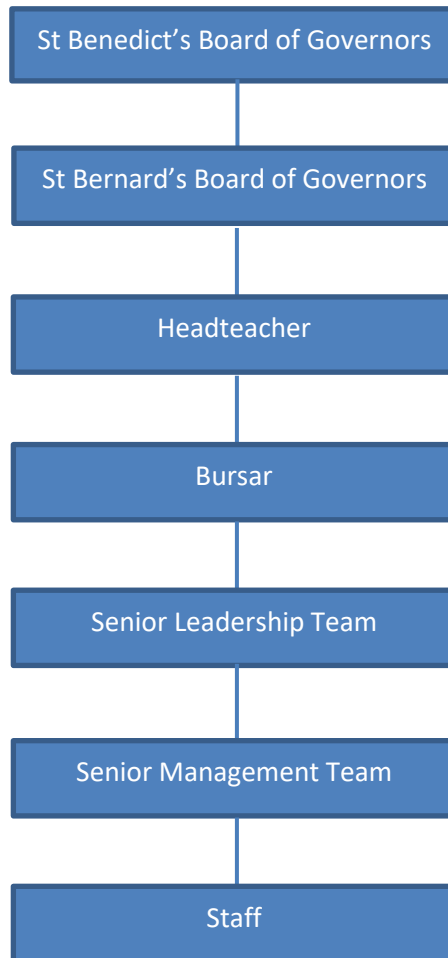 St Benedict’s Board of Governors
St Bernard’s Board of Governors
Headteacher
Bursar
Senior Leadership Team
Senior Management Team
Staff